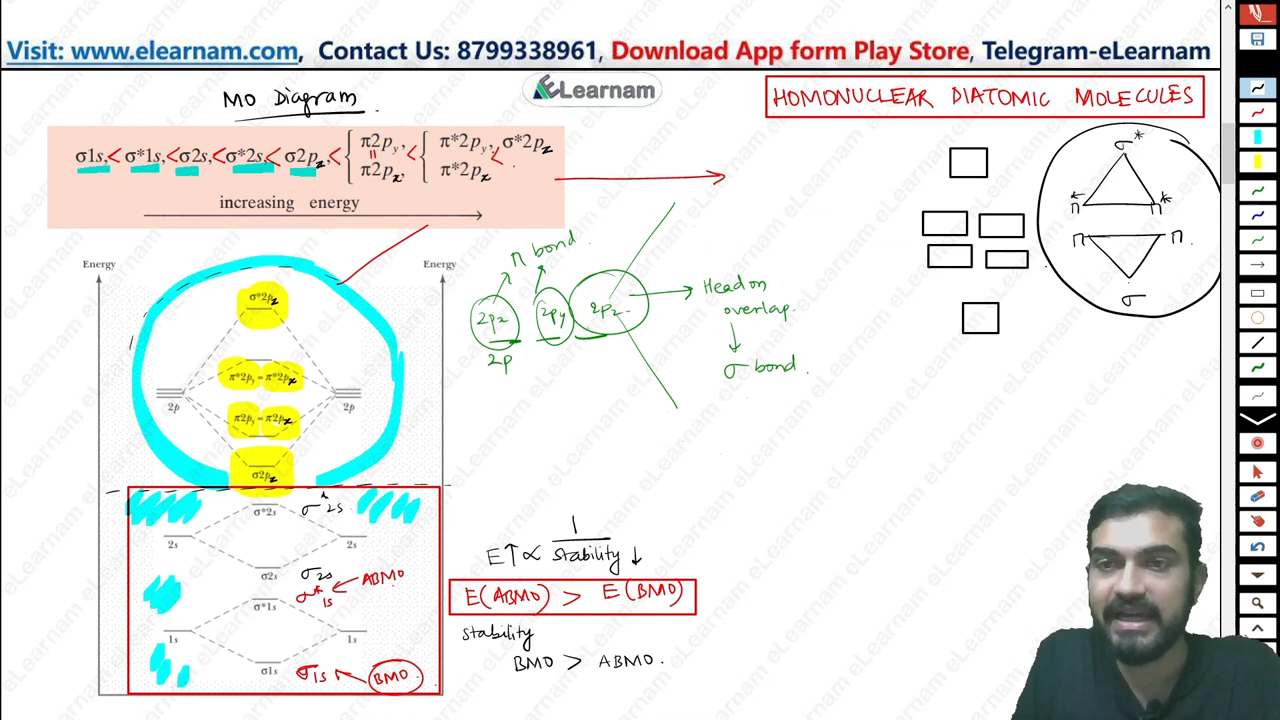 Visit: www.elearnam.com, Contact Us: 8799338961, Download App form Play Store, Telegram-eLearnam
ELearnam
MO Diagram
HOMONUCLEAR DIATOMIC MOLECULES
σ1s, < σ*1s, < σ2s, < σ*2s, < σ2pz, < { π2py, < { π*2py, σ*2pz
= <
π2px, π*2px
increasing energy
σ*
π* π*
π π
σ
Energy
Energy
σ*2pz
π*2py = π*2px
2p 2p
π2py = π2px
σ2pz
σ*2s σ*2s
2s 2s
σ2s σ2s
σ*1s σ*1s ← ABMO
1s 1s
σ1s σ1s ← BMO
π bond.
2px 2py 2pz
2p
Head on
overlap.
σ bond.
E↑ ∝ 1/stability ↓
E(ABMO) > E(BMO)
stability
BMO > ABMO.